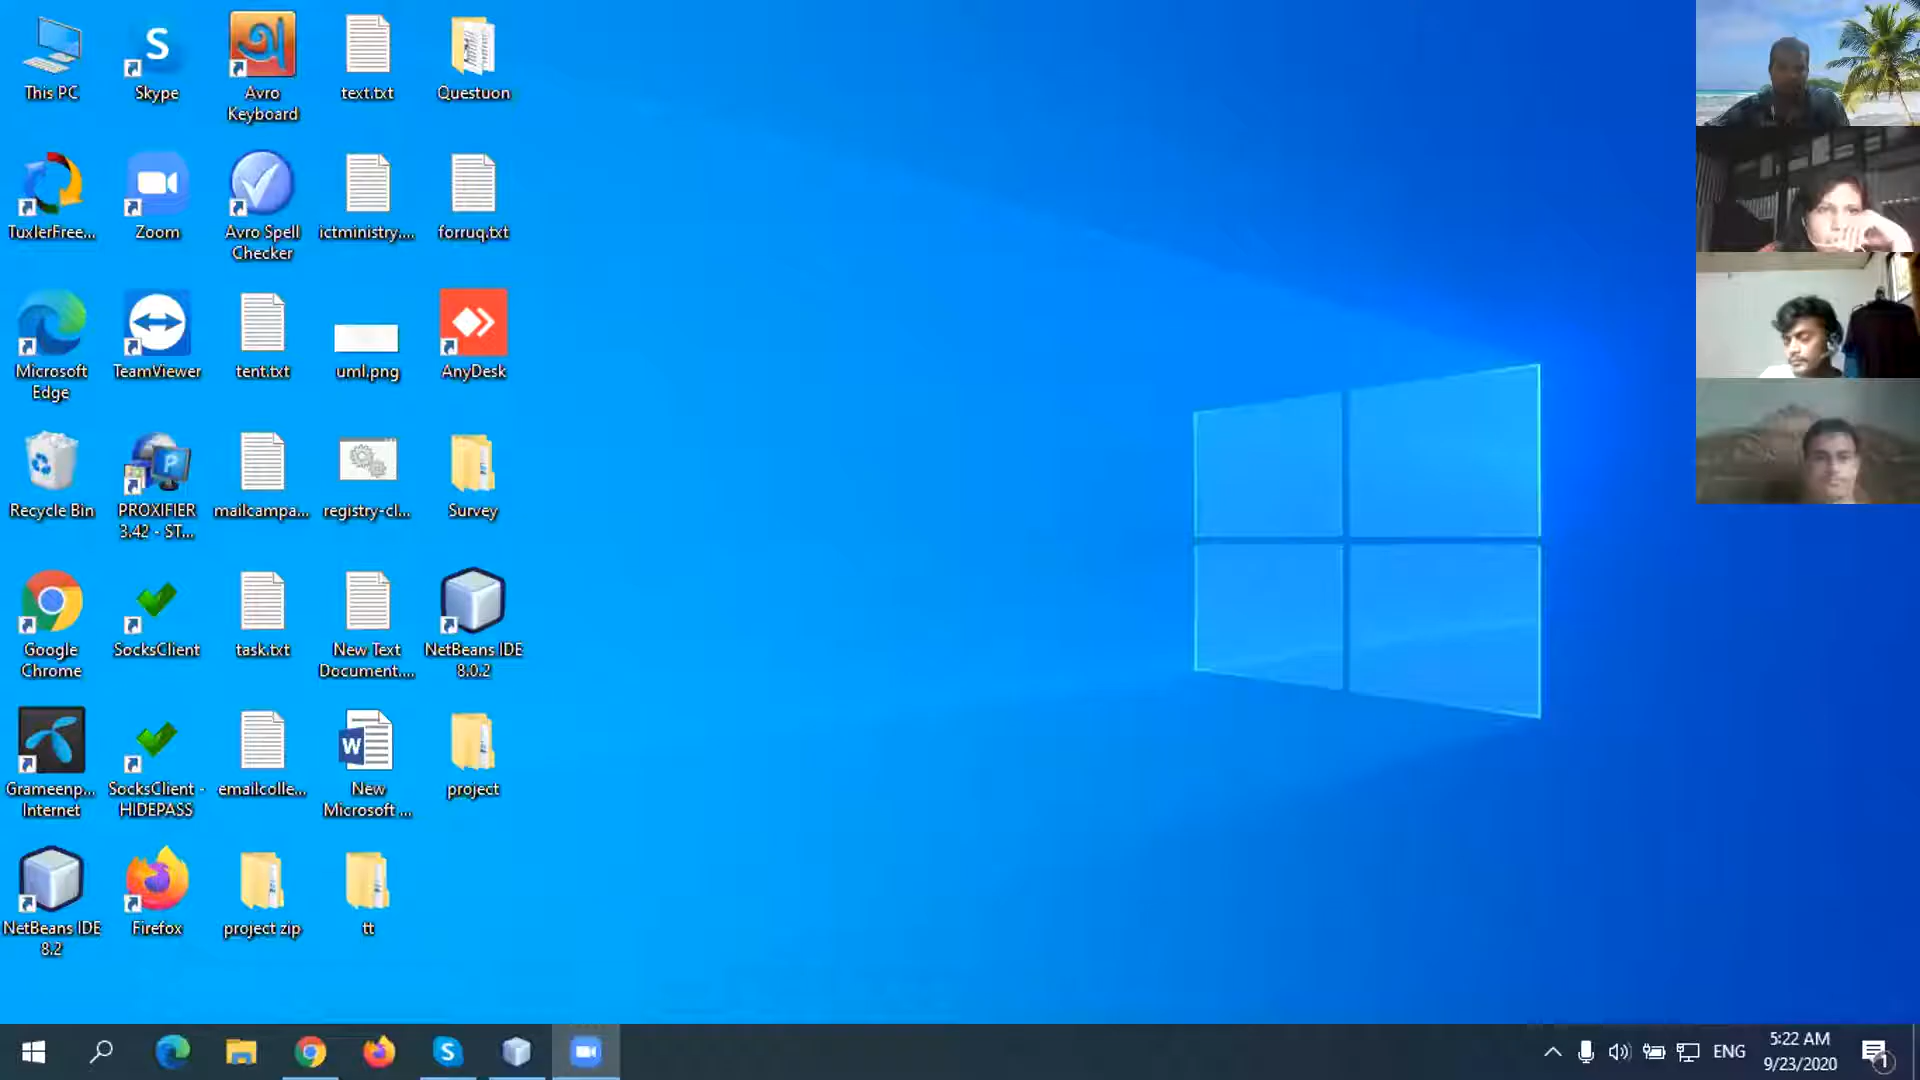 This PC
Skype
Avro
Keyboard
text.txt
Questuon
TuxlerFree...
Zoom
Avro Spell
Checker
ictministry....
forruq.txt
Microsoft
Edge
TeamViewer
tent.txt
uml.png
AnyDesk
Recycle Bin
PROXIFIER
3.42 - ST...
mailcampa...
registry-cl...
Survey
Google
Chrome
SocksClient
task.txt
New Text
Document....
NetBeans IDE
8.0.2
Grameenp...
Internet
SocksClient -
HIDEPASS
emailcolle...
New
Microsoft ...
project
NetBeans IDE
8.2
Firefox
project zip
tt
ENG
5:22 AM
9/23/2020
1